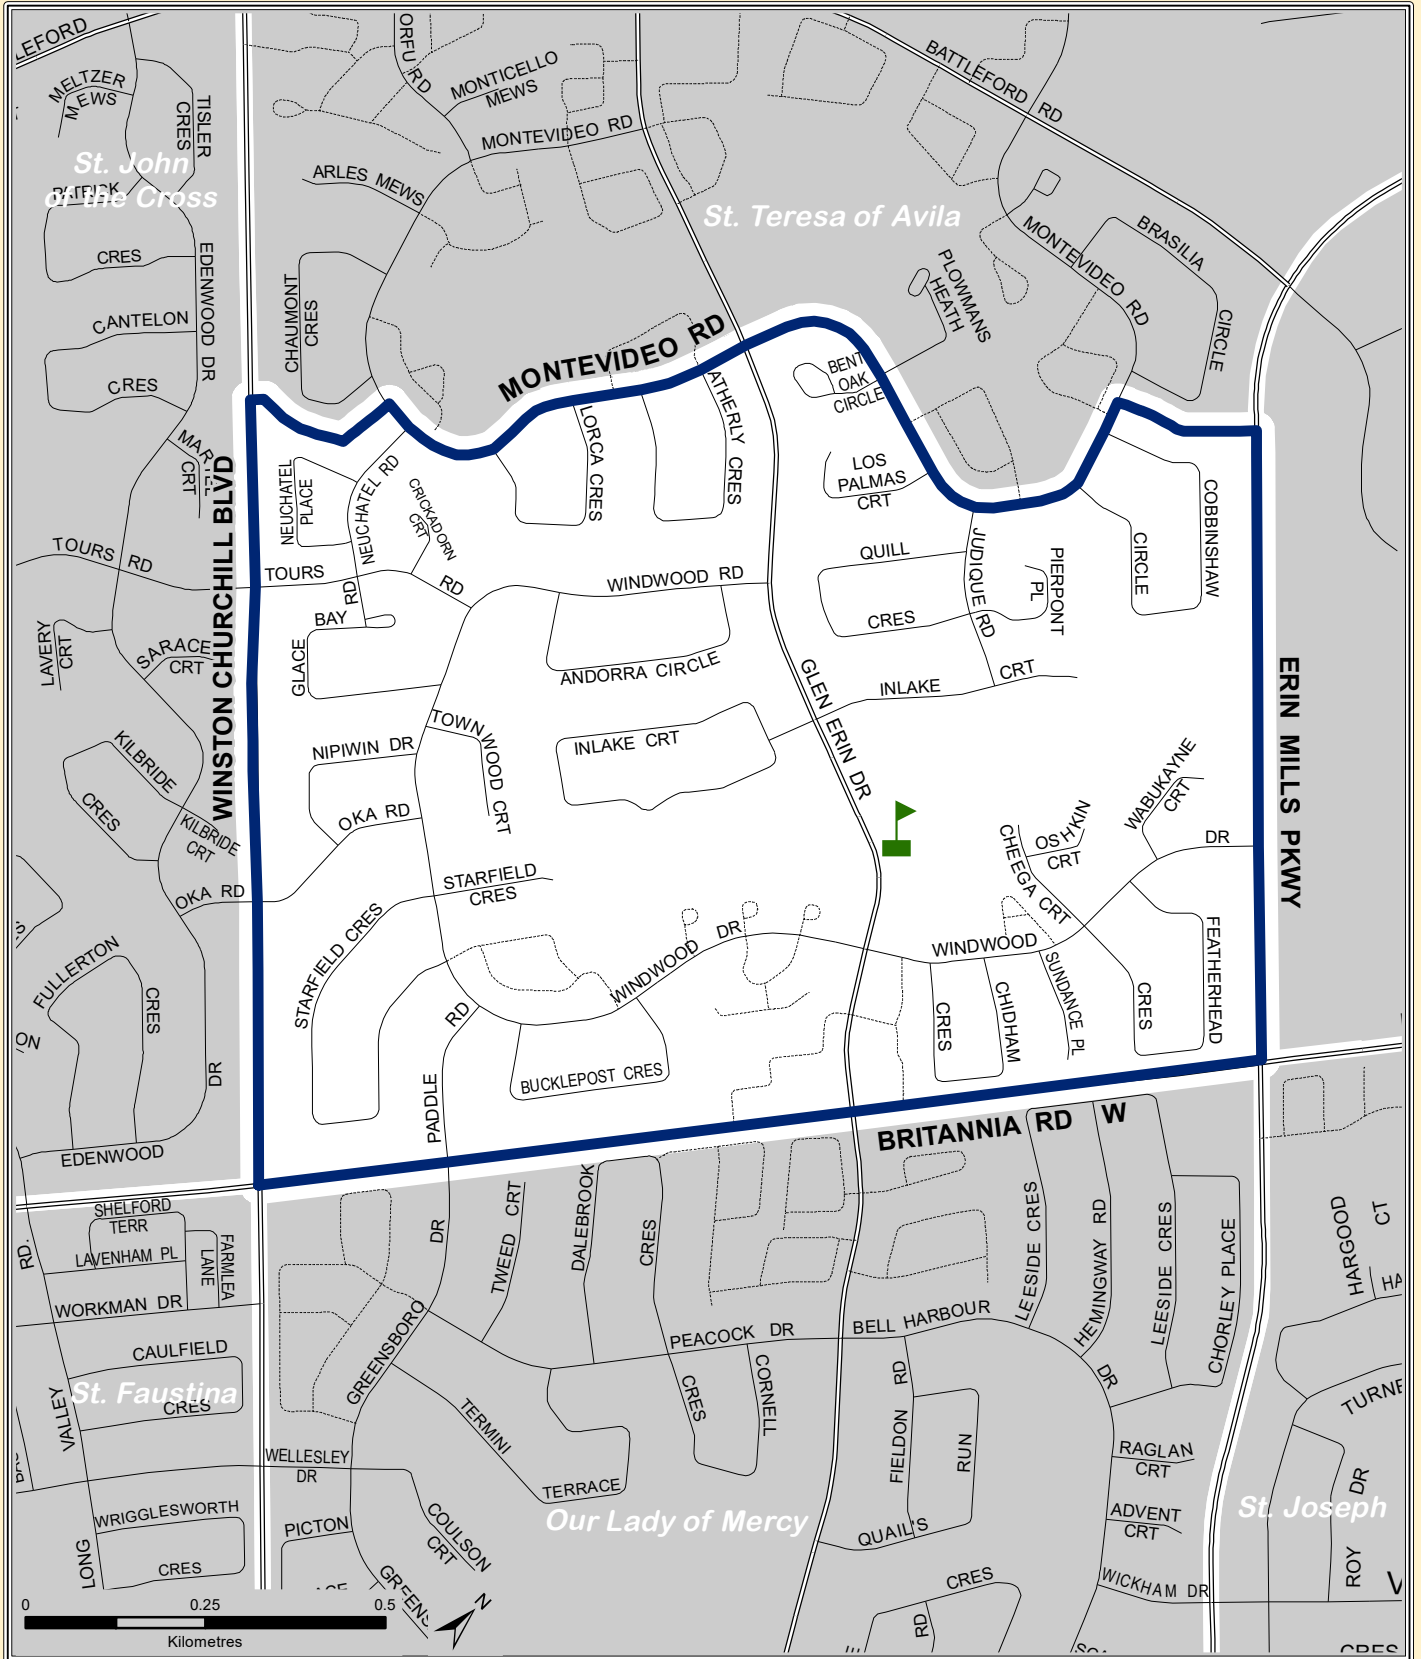 LEFORD
MELTZER
MEWS
TISLER
CRES
ORFU RD
MONTICELLO
MEWS
MONTEVIDEO RD
BATTLEFORD RD
St. John
of the Cross
PATRICK
CRES
ARLES MEWS
St. Teresa of Avila
MONTEVIDEO RD
BRASILIA
CIRCLE
PLOWMANS
HEATH
EDENWOOD DR
CANTELON
CRES
CHAUMONT
CRES
MONTEVIDEO RD
BENT
OAK
CIRCLE
ATHERLY CRES
LORCA CRES
MARTEL
CRT
WINSTON CHURCHILL BLVD
NEUCHATEL
PLACE
NEUCHATEL RD
CRICKADORN
CRT
LOS
PALMAS
CRT
COBBINSHAW
CIRCLE
TOURS RD
TOURS
RD
WINDWOOD RD
QUILL
CRES
JUDIQUE RD
PIERPONT
PL
BAY
RD
GLACE
LAVERY
CRT
SARACE
CRT
ANDORRA CIRCLE
GLEN ERIN DR
INLAKE
CRT
ERIN MILLS PKWY
TOWNWOOD CRT
NIPIWIN DR
INLAKE CRT
KILBRIDE
CRES
KILBRIDE
CRT
OKA RD
OKA RD
WABUKAYNE
CRT
OSHKIN
CRT
CHEEGA CRT
DR
STARFIELD
CRES
STARFIELD CRES
FULLERTON
CRES
ON
DR
WINDWOOD DR
WINDWOOD
FEATHERHEAD
CRES
SUNDANCE PL
CHIDHAM
CRES
RD
PADDLE
BUCKLEPOST CRES
BRITANNIA RD W
EDENWOOD
SHELFORD
TERR
LAVENHAM PL
FARMLEA
LANE
RD.
WORKMAN DR
DR
TWEED CRT
DALEBROOK
CRES
LEESIDE CRES
HEMINGWAY RD
LEESIDE CRES
CHORLEY PLACE
HARGOOD
CT
HA
CAULFIELD
CRES
St. Faustina
VALLEY
GREENSBORO
PEACOCK DR
BELL HARBOUR
DR
CRES
CORNELL
RD
FIELDON
RUN
TURNE
TERMINI
TERRACE
WELLESLEY
DR
RAGLAN
CRT
WRIGGLESWORTH
CRES
LONG
PICTON
COULSON
CRT
Our Lady of Mercy
QUAIL'S
ADVENT
CRT
St. Joseph
ROY DR
WICKHAM DR
CRES
RD
GREENS
CRES
0 0.25 0.5
Kilometres
N